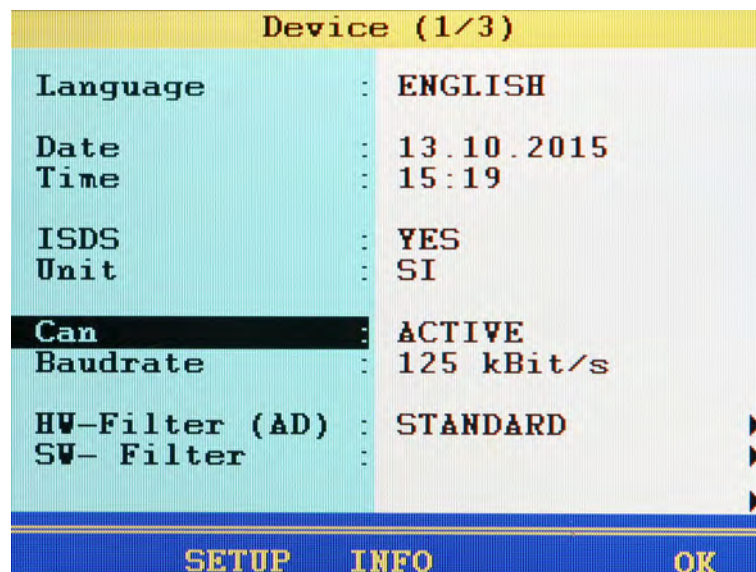 Device (1/3)
Language : ENGLISH
Date : 13.10.2015
Time : 15:19
ISDS : YES
Unit : SI
Can : ACTIVE
Baudrate : 125 kBit/s
HW-Filter (AD) : STANDARD
SW- Filter :
SETUP INFO OK